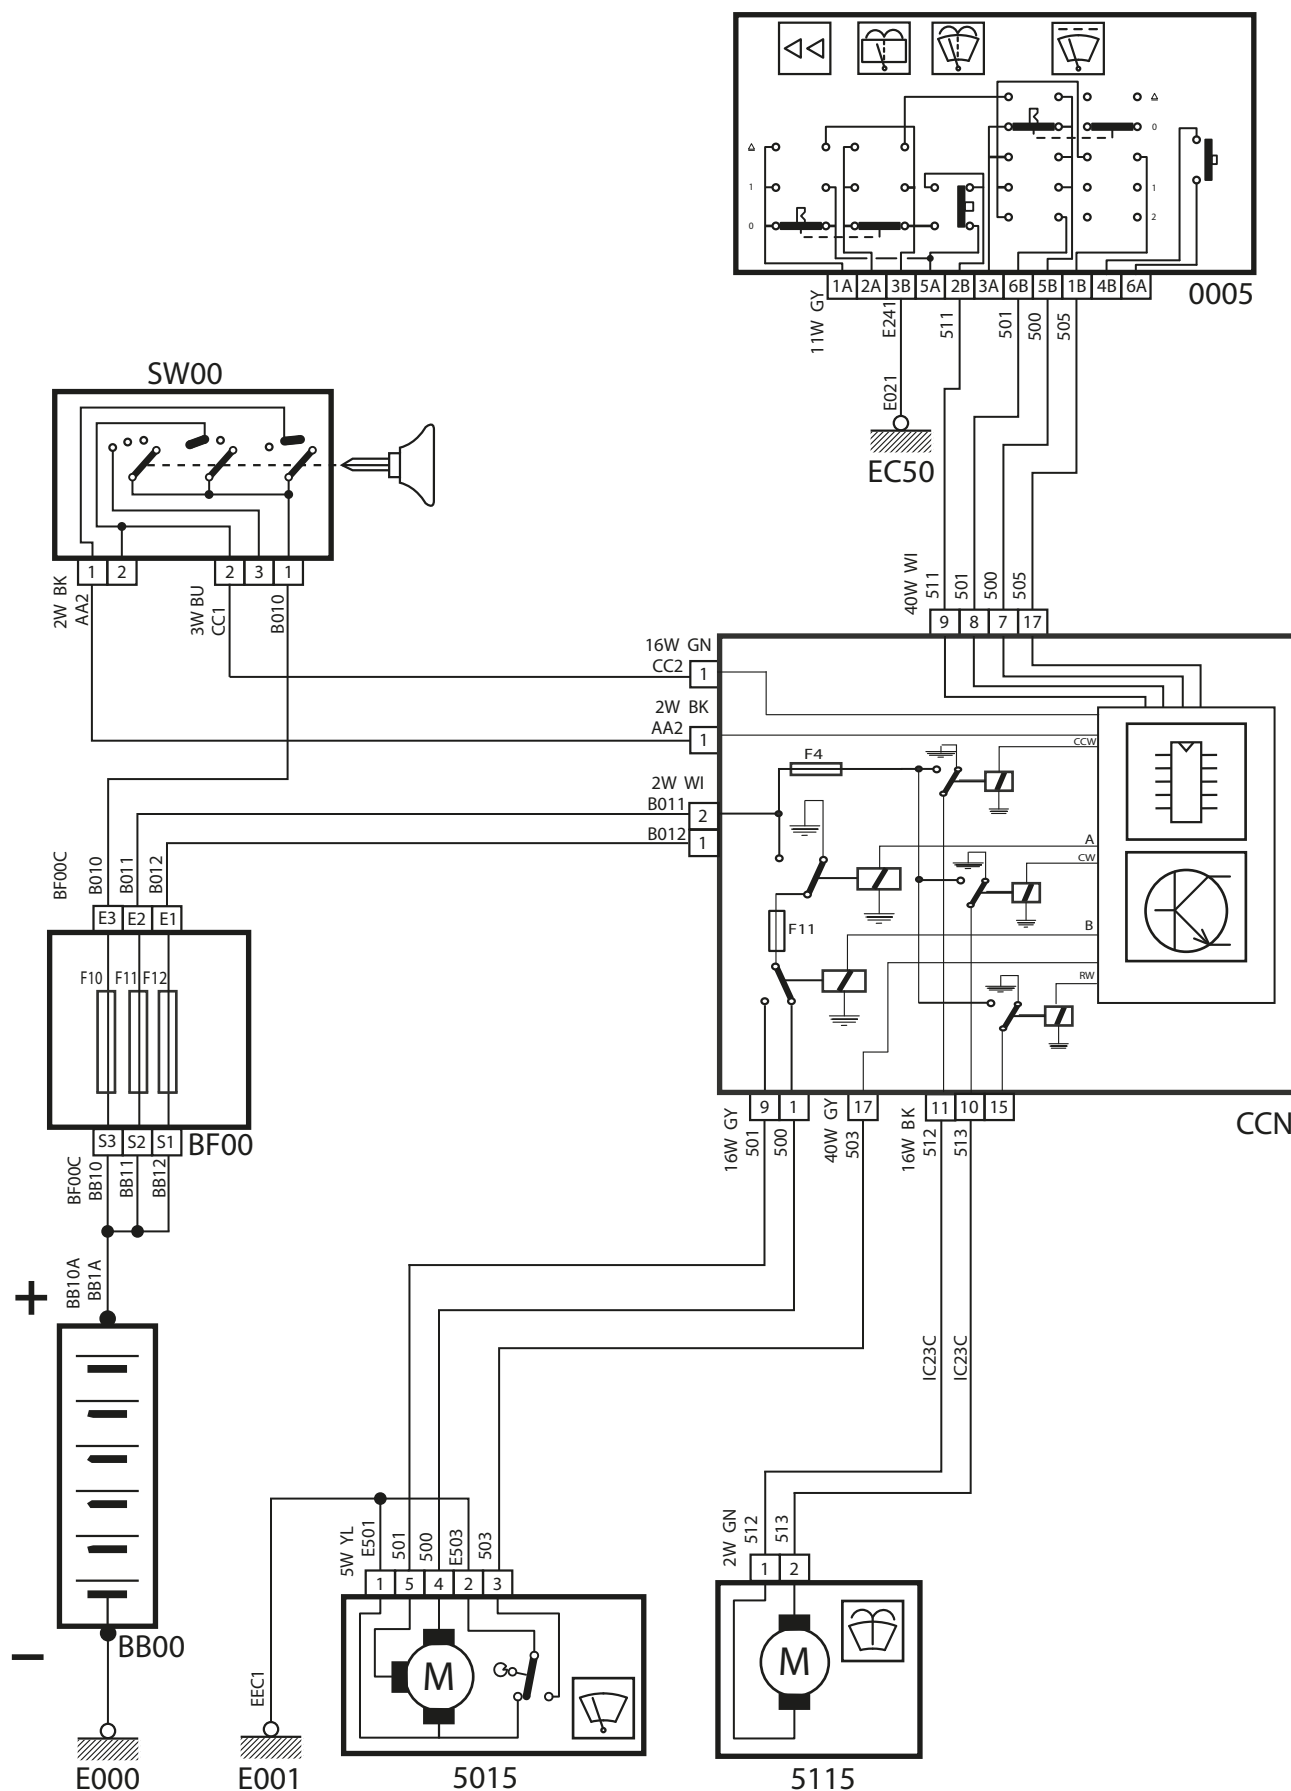 △
0
1
2
△
1
0
1A 2A 3B 5A 2B 3A 6B 5B 1B 4B 6A
0005
11W GY
E241
511
501
500
505
E021
EC50
SW00
1 2 2 3 1
2W BK
AA2
3W BU
CC1
B010
40W WI
511
501
500
505
9 8 7 17
16W GN
CC2
1
2W BK
AA2
1
2W WI
B011
2
B012
1
F4
CCW
A
CW
F11
B
RW
BF00C
B010
B011
B012
E3 E2 E1
F10 F11 F12
S3 S2 S1
BF00
BF00C
BB10
BB11
BB12
9 1 17 11 10 15
CCN
16W GY
501
500
40W GY
503
16W BK
512
513
BB10A
BB1A
+
−
BB00
E000
IC23C
IC23C
5W YL
E501
501
500
E503
503
1 5 4 2 3
M
5015
EEC1
E001
2W GN
512
513
1 2
M
5115